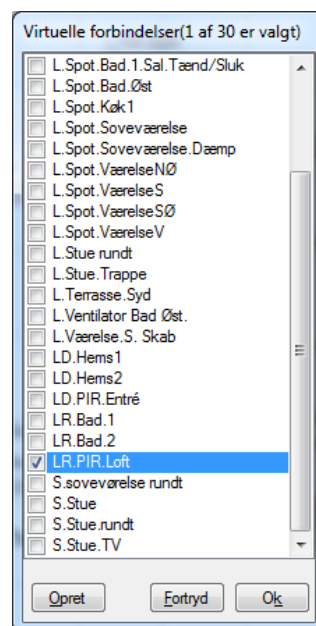 Virtuelle forbindelser(1 af 30 er valgt)
L.Spot.Bad.1.Sal.Tænd/Sluk
L.Spot.Bad.Øst
L.Spot.Køk1
L.Spot.Soveværelse
L.Spot.Soveværelse.Dæmp
L.Spot.VærelseNØ
L.Spot.VærelseS
L.Spot.VærelseSØ
L.Spot.VærelseV
L.Stue rundt
L.Stue.Trappe
L.Terrasse.Syd
L.Ventilator Bad Øst.
L.Værelse.S. Skab
LD.Hems1
LD.Hems2
LD.PIR.Entré
LR.Bad.1
LR.Bad.2
LR.PIR.Loft
S.soveværelse rundt
S.Stue
S.Stue.rundt
S.Stue.TV
Opret Fortryd Ok